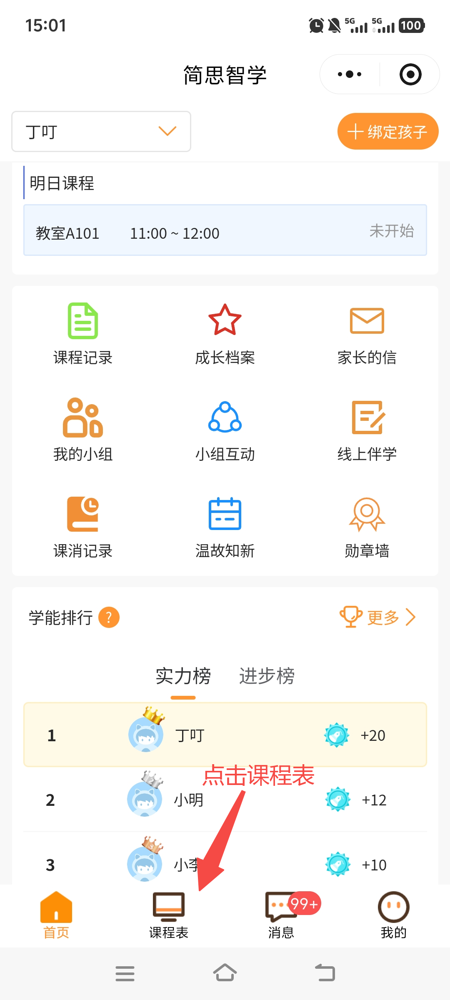 15:01
5G 5G 100
简思智学
丁叮
绑定孩子
明日课程
教室A101 11:00 ~ 12:00 未开始
课程记录 成长档案 家长的信
我的小组 小组互动 线上伴学
课消记录 温故知新 勋章墙
学能排行 ? 更多
实力榜 进步榜
1 丁叮 +20
点击课程表
2 小明 +12
3 小李 +10
99+
首页 课程表 消息 我的